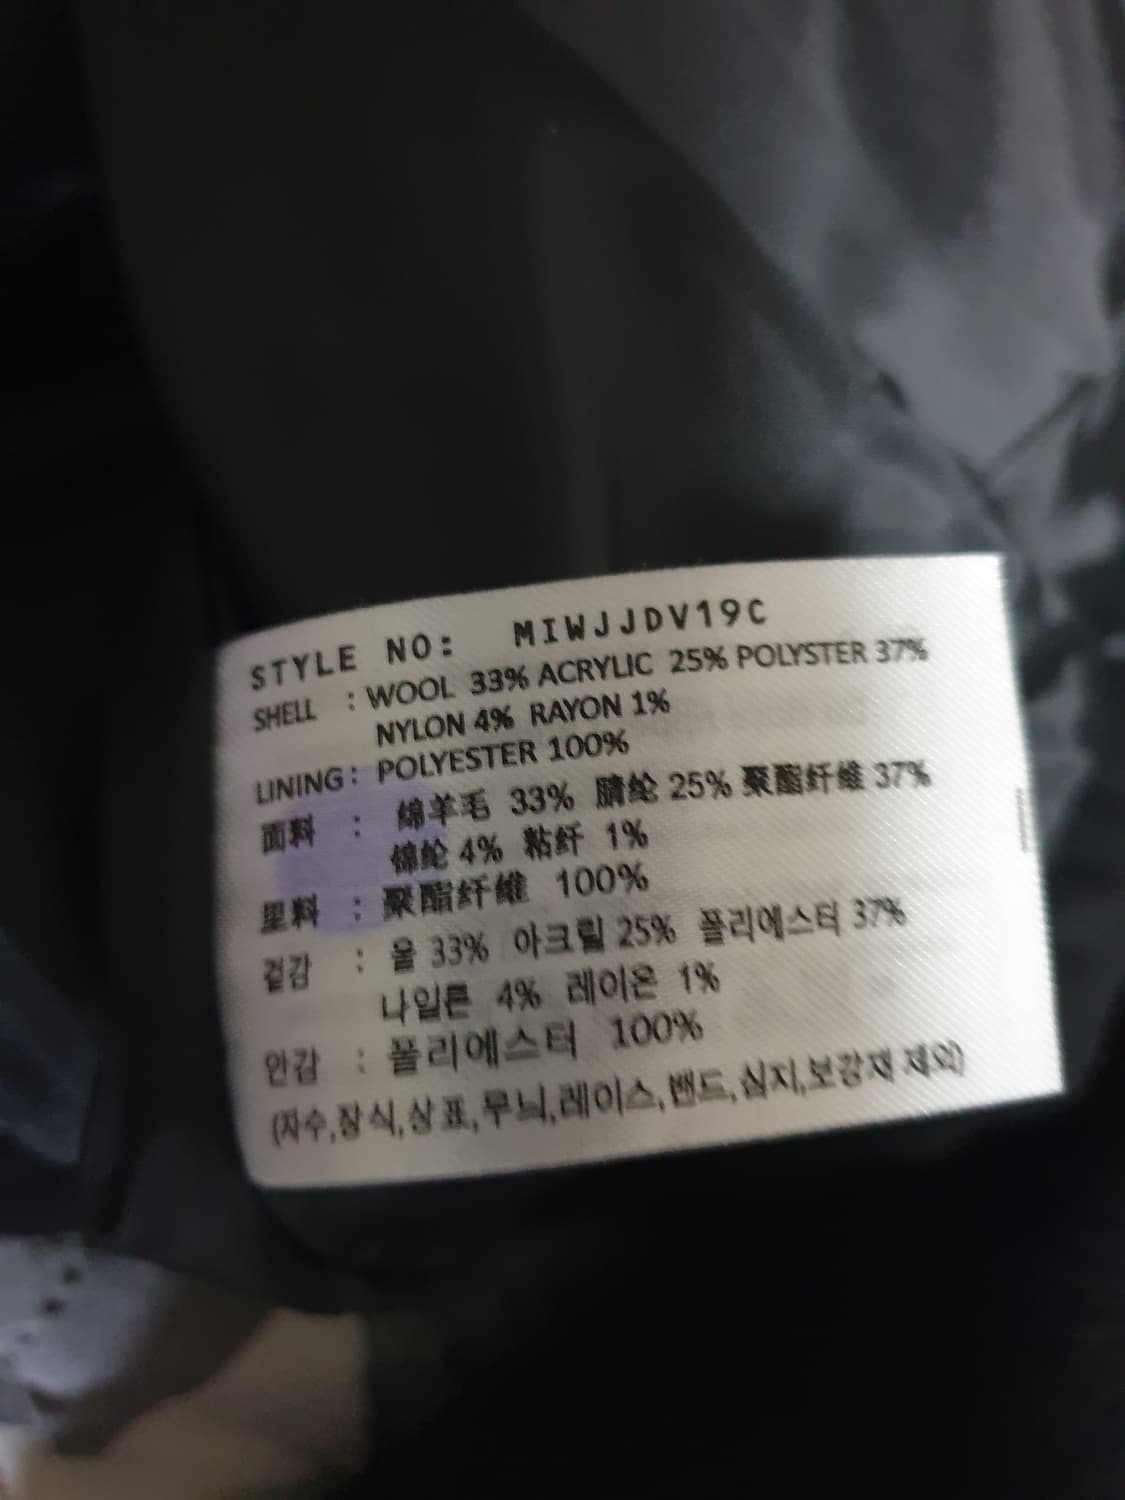 STYLE NO: MIWJJDV19C
SHELL : WOOL 33% ACRYLIC 25% POLYSTER 37%
NYLON 4% RAYON 1%
LINING: POLYESTER 100%
面料 : 绵羊毛 33% 腈纶 25% 聚酯纤维 37%
锦纶 4% 粘纤 1%
里料 : 聚酯纤维 100%
겉감 : 울 33% 아크릴 25% 폴리에스터 37%
나일론 4% 레이온 1%
안감 : 폴리에스터 100%
(자수,장식,상표,무늬,레이스,밴드,심지,보강재 제외)